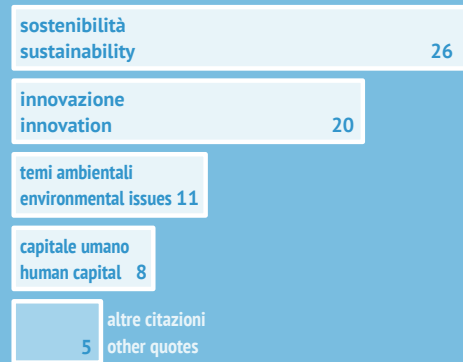 sostenibilità
sustainability 26
innovazione
innovation 20
temi ambientali
environmental issues 11
capitale umano
human capital 8
altre citazioni
5 other quotes